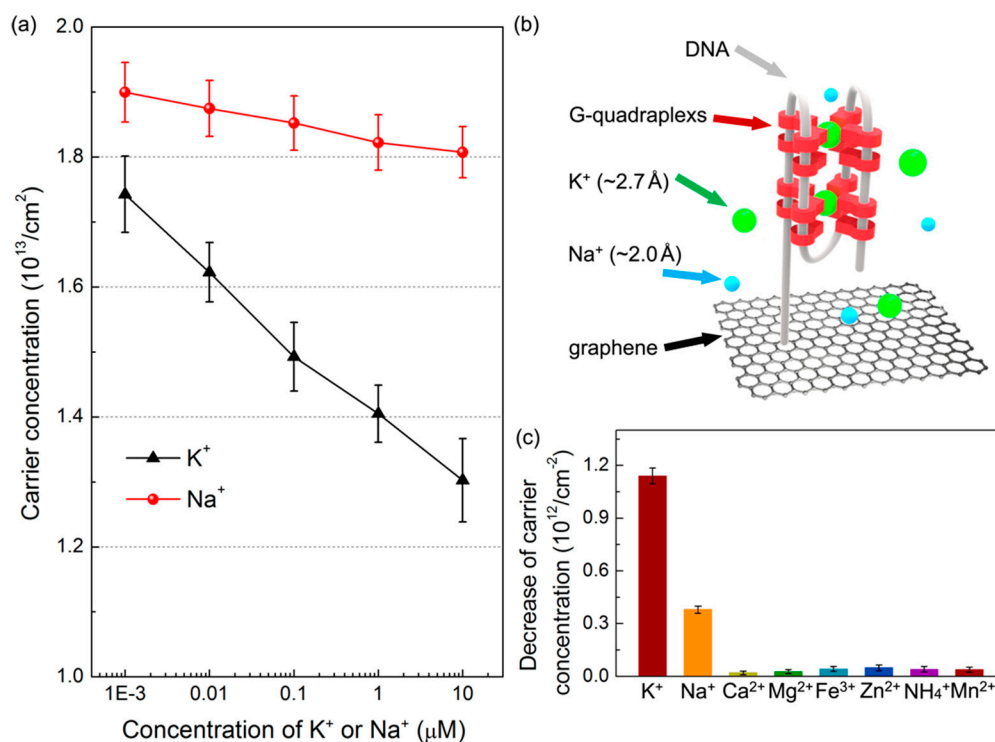 (a)
2.0
1.8
1.6
1.4
1.2
1.0
Carrier concentration (10¹³/cm²)
K⁺
Na⁺
1E-3 0.01 0.1 1 10
Concentration of K⁺ or Na⁺ (μM)
(b)
DNA
G-quadraplexs
K⁺ (~2.7 Å)
Na⁺ (~2.0 Å)
graphene
(c)
Decrease of carrier
concentration (10¹²/cm⁻²)
1.2
0.9
0.6
0.3
0.0
K⁺ Na⁺ Ca²⁺ Mg²⁺ Fe³⁺ Zn²⁺ NH₄⁺ Mn²⁺